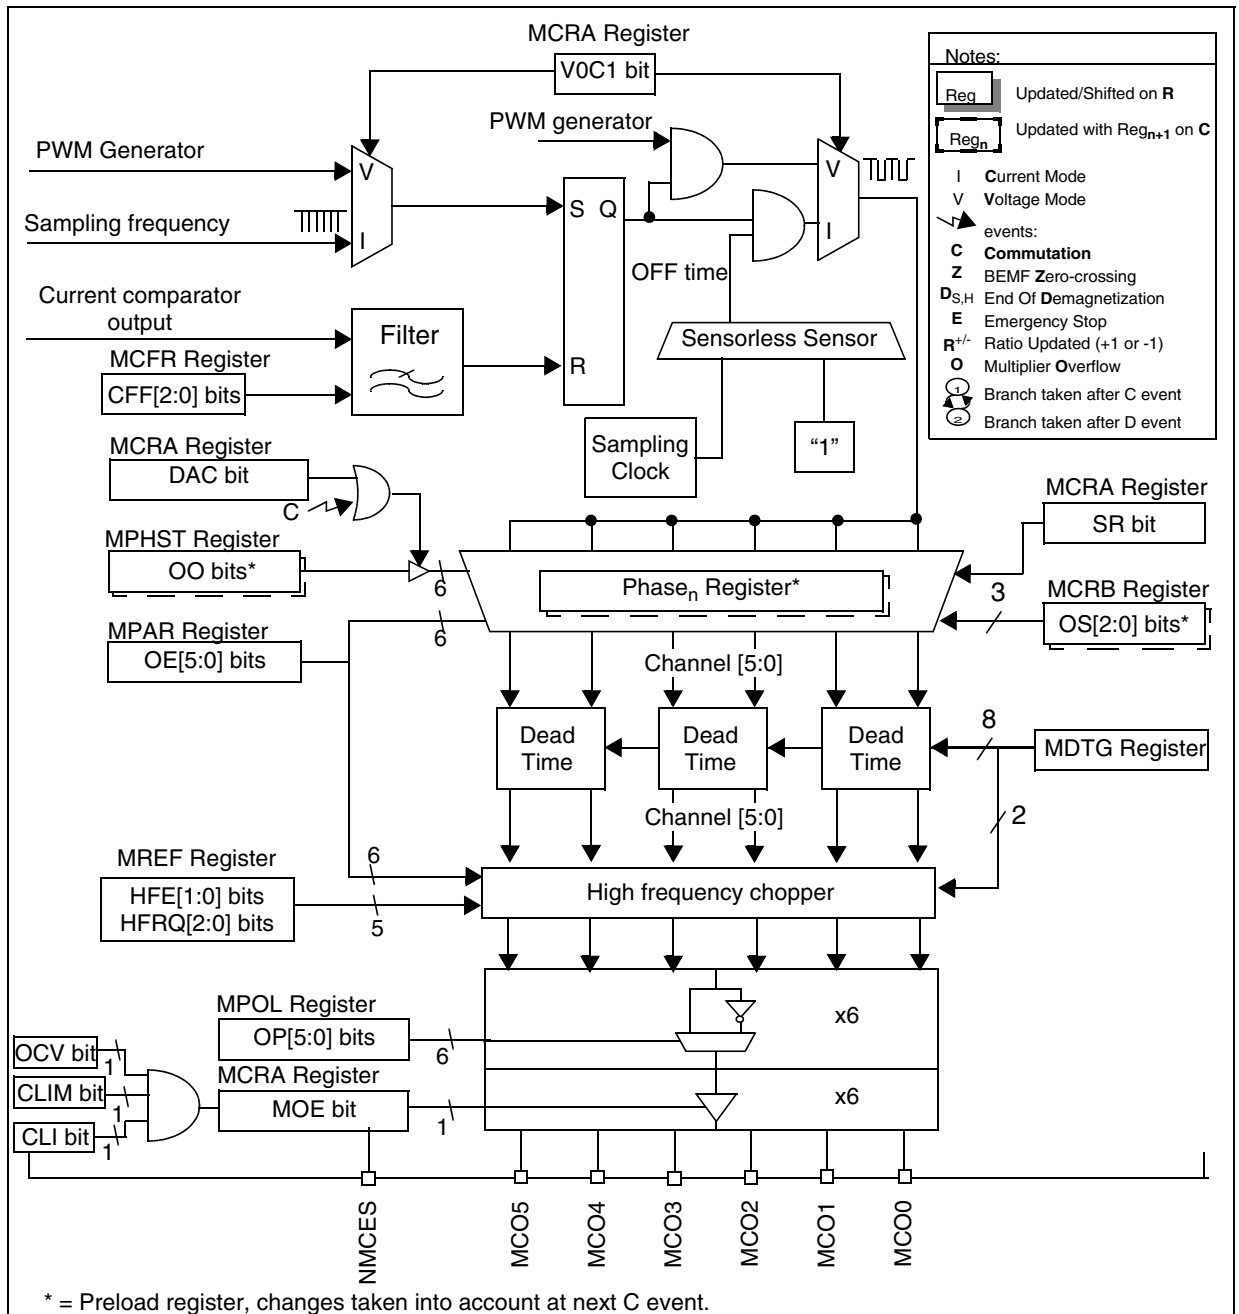 MCRA Register
V0C1 bit
PWM generator
PWM Generator
V
Sampling frequency
I
S Q
R
V
I
OFF time
Current comparator
output
Filter
MCFR Register
CFF[2:0] bits
Sensorless Sensor
Sampling
Clock
“1”
Notes:
Reg Updated/Shifted on R
Regn Updated with Regn+1 on C
I Current Mode
V Voltage Mode
events:
C Commutation
Z BEMF Zero-crossing
DS,H End Of Demagnetization
E Emergency Stop
R+/- Ratio Updated (+1 or -1)
O Multiplier Overflow
1 Branch taken after C event
2 Branch taken after D event
MCRA Register
DAC bit
C
MPHST Register
OO bits*
6
MPAR Register
OE[5:0] bits
6
Phasen Register*
MCRA Register
SR bit
3
MCRB Register
OS[2:0] bits*
Channel [5:0]
Dead
Time
Dead
Time
Dead
Time
8
MDTG Register
2
Channel [5:0]
MREF Register
HFE[1:0] bits
HFRQ[2:0] bits
6
5
High frequency chopper
MPOL Register
OP[5:0] bits
6
x6
OCV bit
1
CLIM bit
1
CLI bit
1
MCRA Register
MOE bit
1
x6
NMCES
MCO5
MCO4
MCO3
MCO2
MCO1
MCO0
* = Preload register, changes taken into account at next C event.